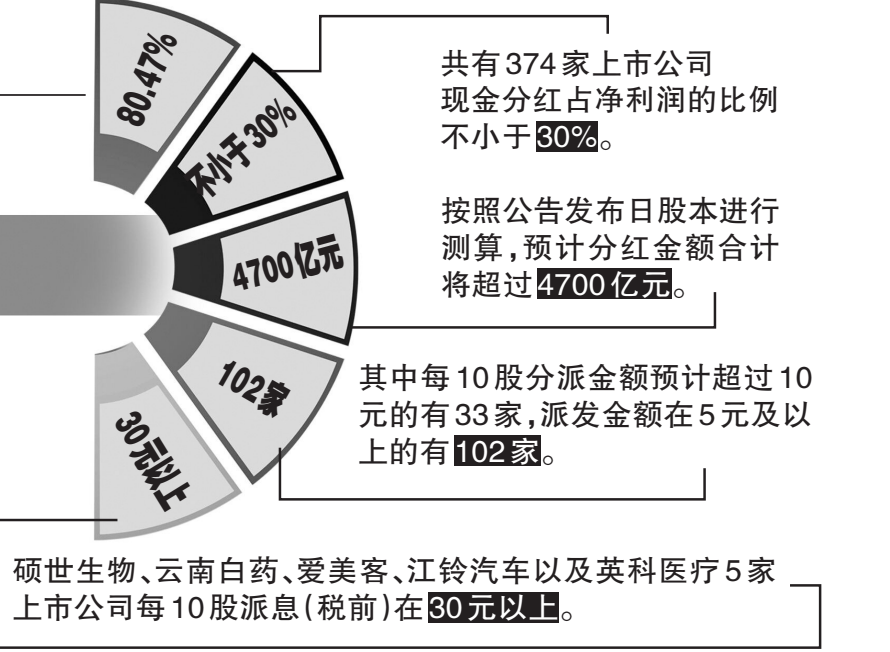 80.47%
不小于30%
4700亿元
102家
30元以上
共有374家上市公司
现金分红占净利润的比例
不小于30%。
按照公告发布日股本进行
测算,预计分红金额合计
将超过4700亿元。
其中每10股分派金额预计超过10
元的有33家,派发金额在5元及以
上的有102家。
硕世生物、云南白药、爱美客、江铃汽车以及英科医疗5家
上市公司每10股派息(税前)在30元以上。